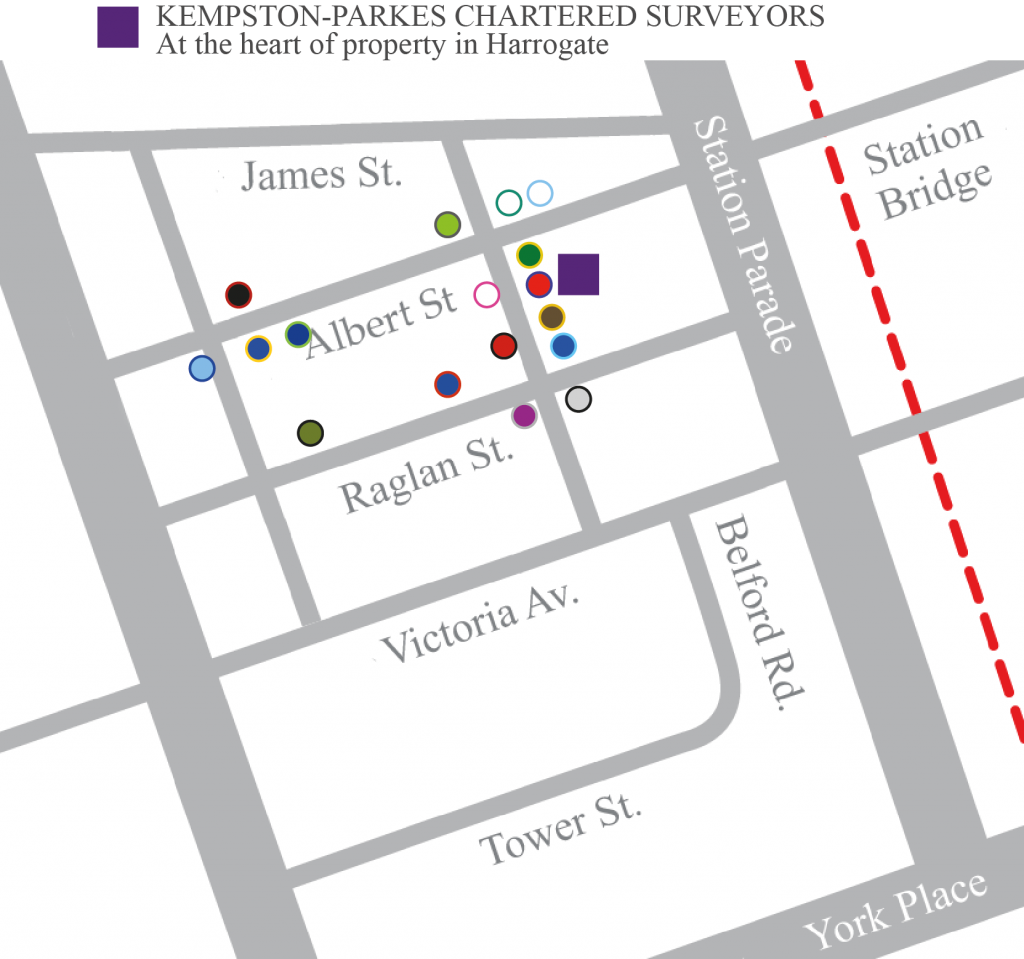 KEMPSTON-PARKES CHARTERED SURVEYORS
At the heart of property in Harrogate
James St.
Station Parade
Station
Bridge
Albert St
Raglan St.
Belford Rd.
Victoria Av.
Tower St.
York Place